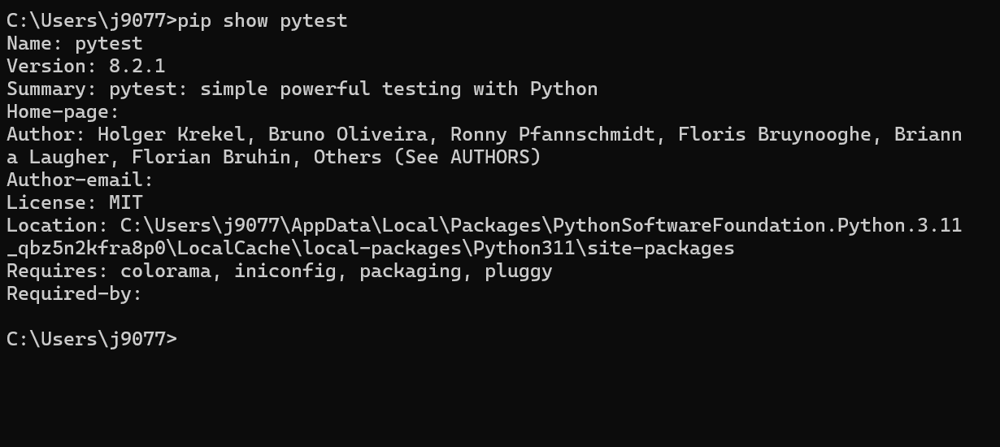 C:\Users\j9077>pip show pytest
Name: pytest
Version: 8.2.1
Summary: pytest: simple powerful testing with Python
Home-page:
Author: Holger Krekel, Bruno Oliveira, Ronny Pfannschmidt, Floris Bruynooghe, Briann
a Laugher, Florian Bruhin, Others (See AUTHORS)
Author-email:
License: MIT
Location: C:\Users\j9077\AppData\Local\Packages\PythonSoftwareFoundation.Python.3.11
_qbz5n2kfra8p0\LocalCache\local-packages\Python311\site-packages
Requires: colorama, iniconfig, packaging, pluggy
Required-by:
C:\Users\j9077>